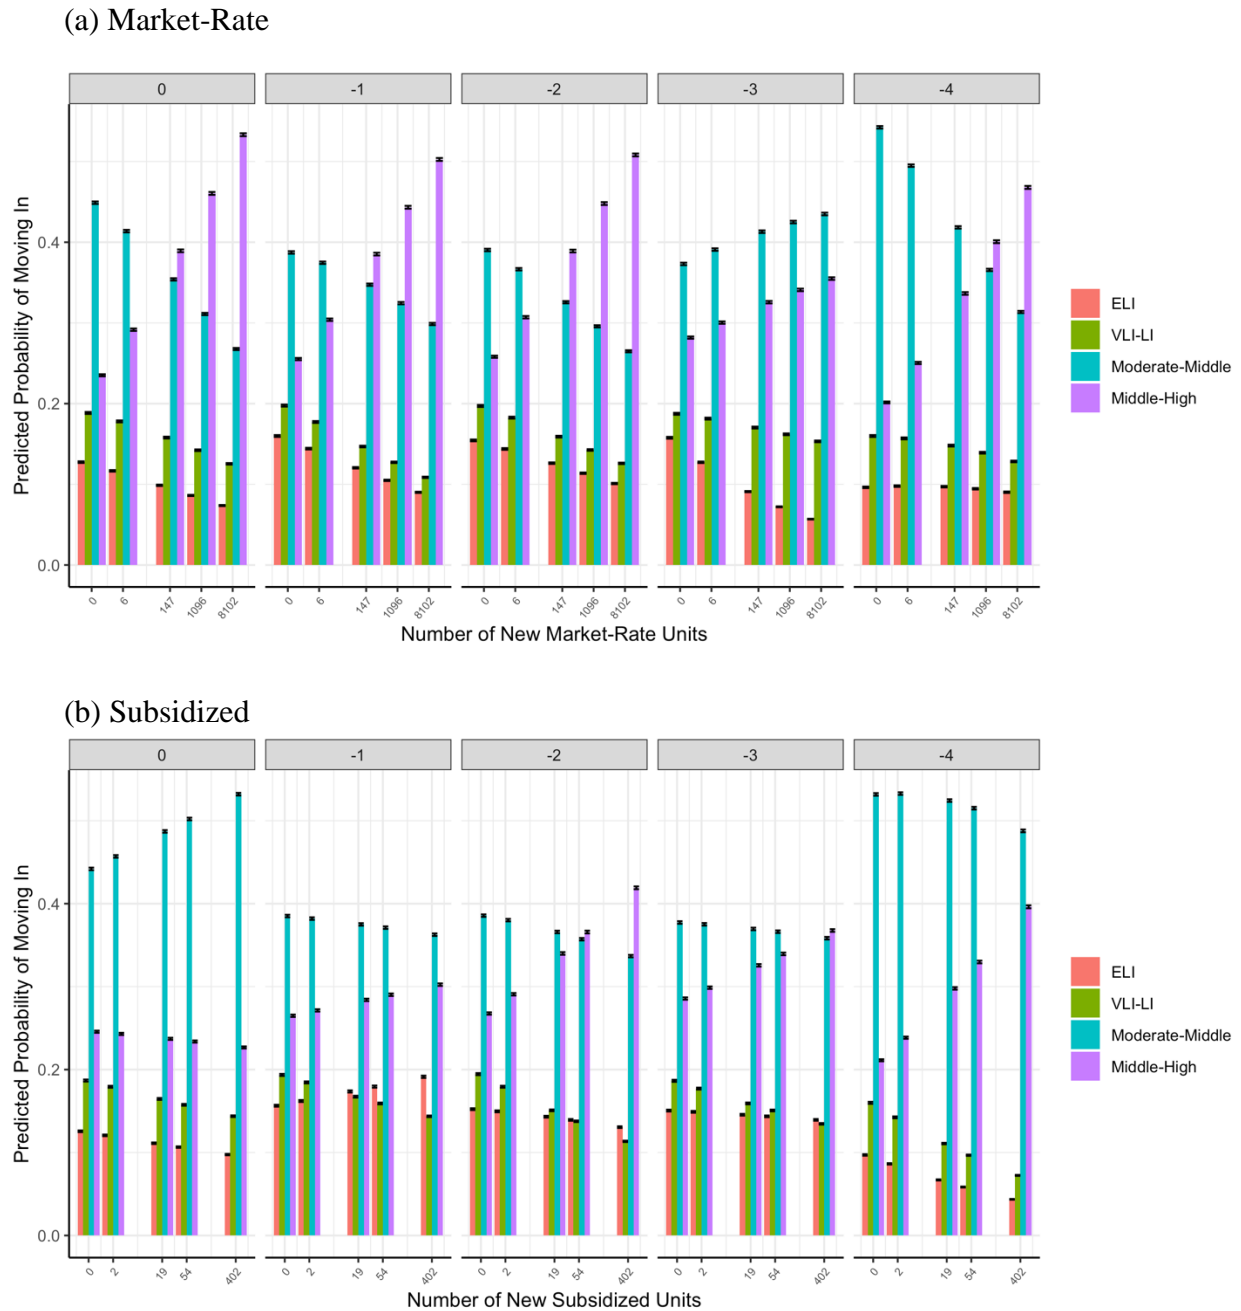 (a) Market-Rate
0 -1 -2 -3 -4
Predicted Probability of Moving In
0.4
0.2
0.0
0 6 147 1096 8102 0 6 147 1096 8102 0 6 147 1096 8102 0 6 147 1096 8102 0 6 147 1096 8102
Number of New Market-Rate Units
ELI
VLI-LI
Moderate-Middle
Middle-High
(b) Subsidized
0 -1 -2 -3 -4
Predicted Probability of Moving In
0.4
0.2
0.0
0 2 19 54 402 0 2 19 54 402 0 2 19 54 402 0 2 19 54 402 0 2 19 54 402
Number of New Subsidized Units
ELI
VLI-LI
Moderate-Middle
Middle-High